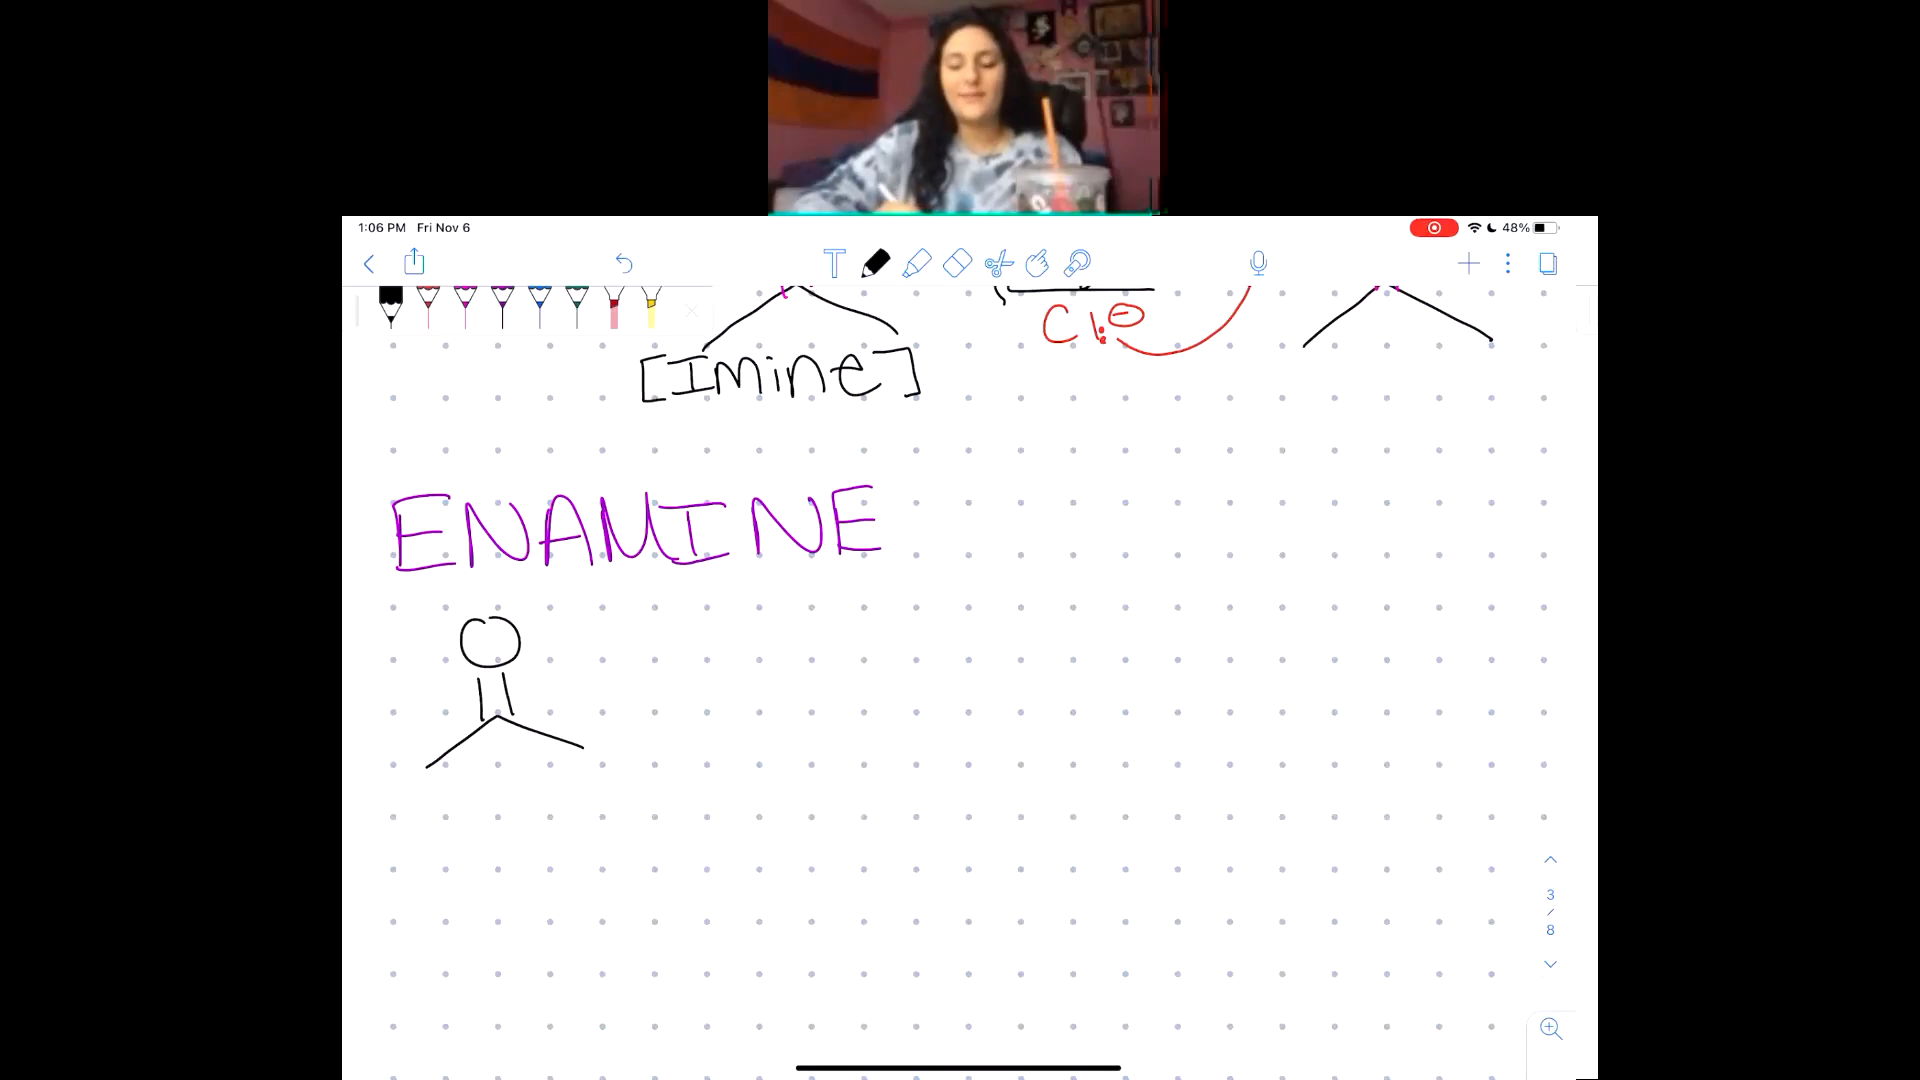 1:06 PM Fri Nov 6
48%
T
Cl:⊖
[Imine]
ENAMINE
O
3
/
8